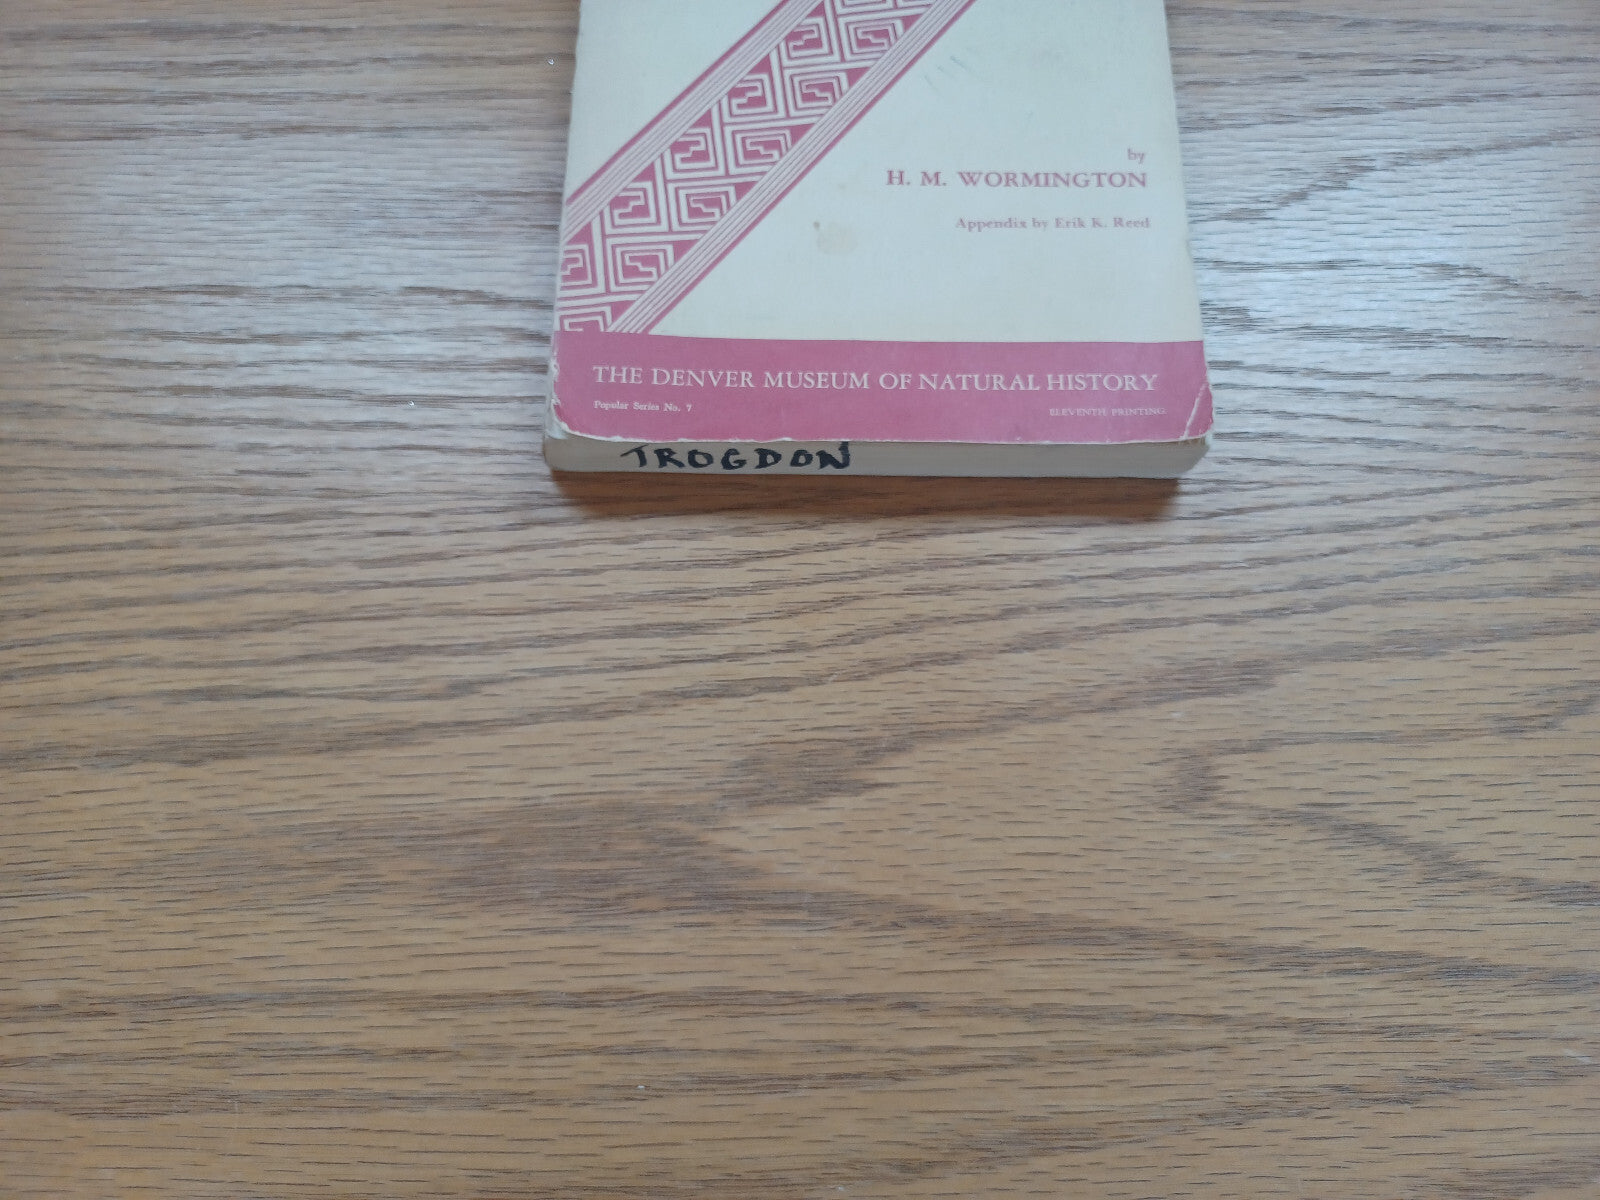 by
H. M. WORMINGTON
Appendix by Erik K. Reed
THE DENVER MUSEUM OF NATURAL HISTORY
Popular Series No. 7
ELEVENTH PRINTING
TROGDON